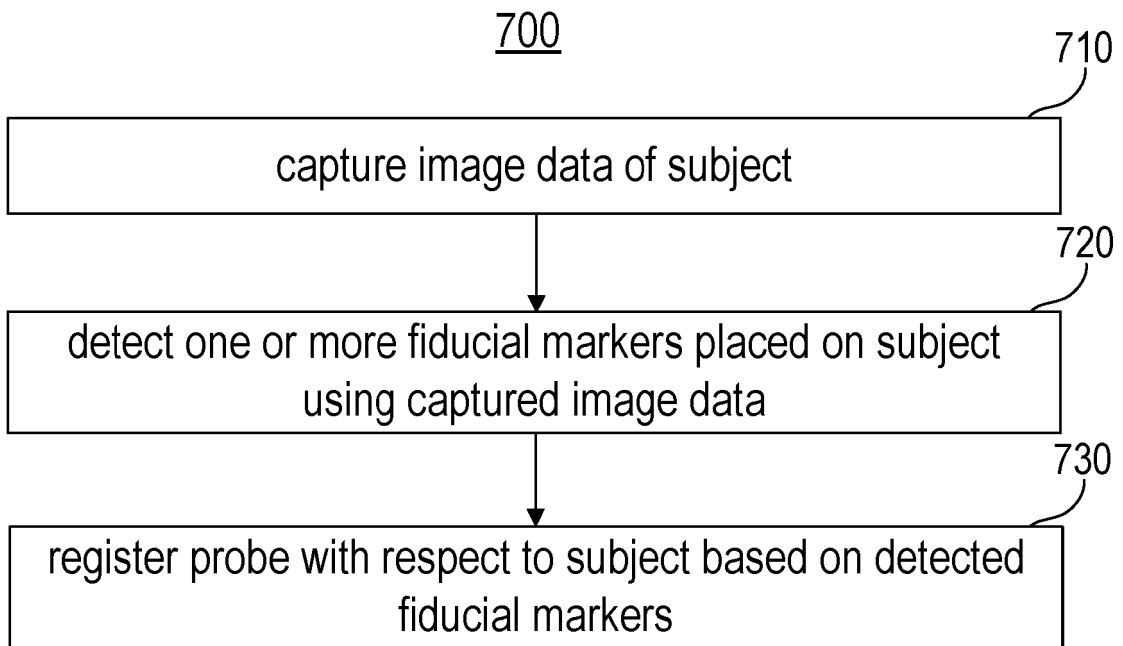 700
710
capture image data of subject
720
detect one or more fiducial markers placed on subject
using captured image data
730
register probe with respect to subject based on detected
fiducial markers